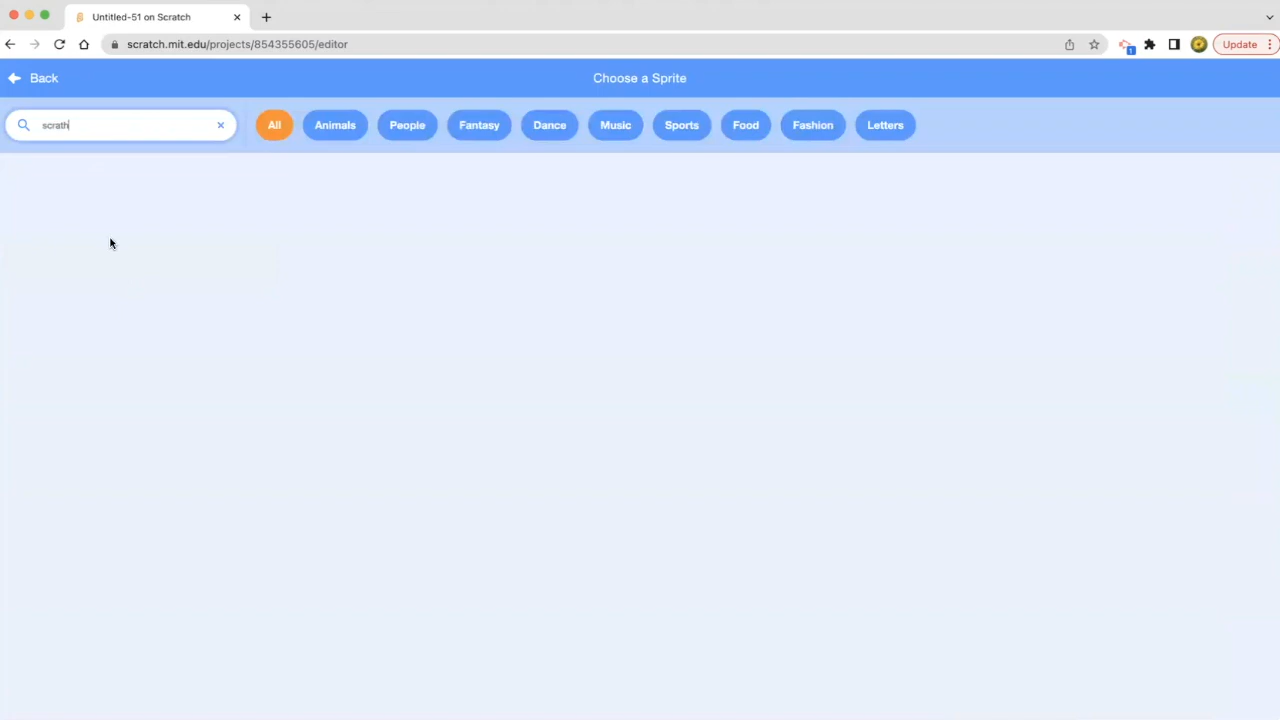 Untitled-51 on Scratch
scratch.mit.edu/projects/854355605/editor
1
Update
Back
Choose a Sprite
scrath
All
Animals
People
Fantasy
Dance
Music
Sports
Food
Fashion
Letters